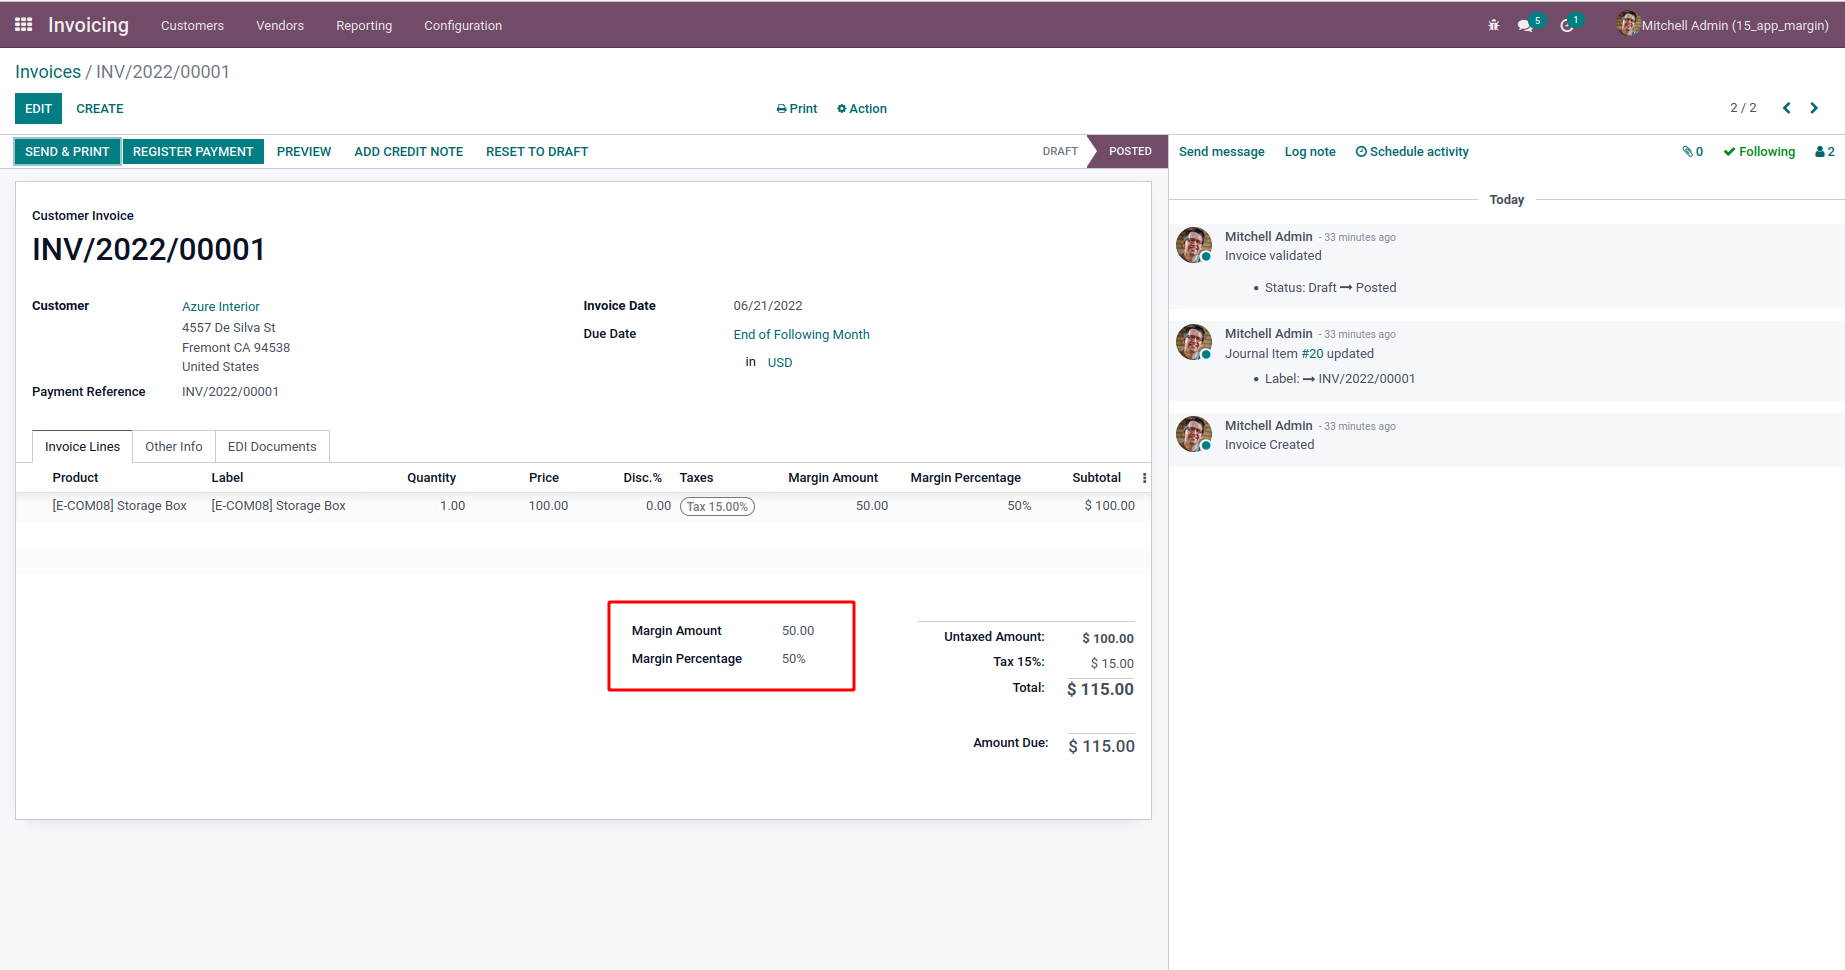 Invoicing Customers Vendors Reporting Configuration 5 1 Mitchell Admin (15_app_margin)
Invoices / INV/2022/00001
EDIT CREATE Print Action 2 / 2
SEND & PRINT REGISTER PAYMENT PREVIEW ADD CREDIT NOTE RESET TO DRAFT DRAFT POSTED
Customer Invoice
INV/2022/00001
Customer Azure Interior Invoice Date 06/21/2022
4557 De Silva St Due Date End of Following Month
Fremont CA 94538
United States in USD
Payment Reference INV/2022/00001
Invoice Lines Other Info EDI Documents
Product Label Quantity Price Disc.% Taxes Margin Amount Margin Percentage Subtotal
[E-COM08] Storage Box [E-COM08] Storage Box 1.00 100.00 0.00 Tax 15.00% 50.00 50% $ 100.00
Margin Amount 50.00
Margin Percentage 50%
Untaxed Amount: $ 100.00
Tax 15%: $ 15.00
Total: $ 115.00
Amount Due: $ 115.00
Send message Log note Schedule activity 0 Following 2
Today
Mitchell Admin - 33 minutes ago
Invoice validated
• Status: Draft → Posted
Mitchell Admin - 33 minutes ago
Journal Item #20 updated
• Label: → INV/2022/00001
Mitchell Admin - 33 minutes ago
Invoice Created